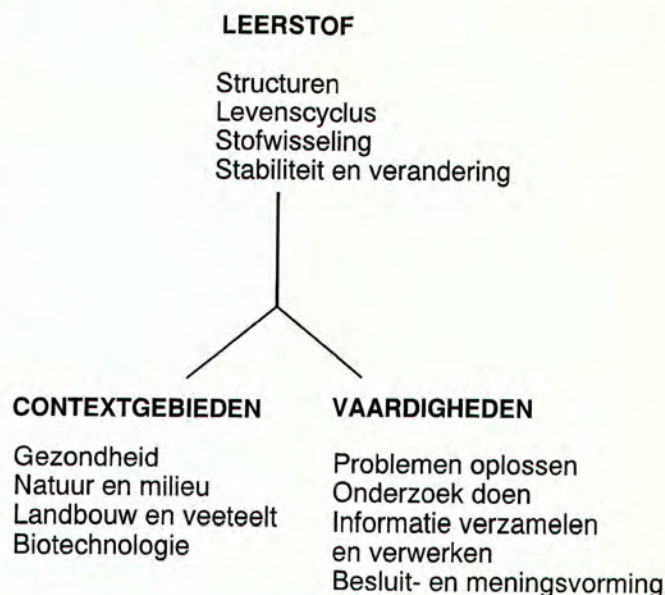 LEERSTOF
Structuren
Levenscyclus
Stofwisseling
Stabiliteit en verandering
CONTEXTGEBIEDEN
Gezondheid
Natuur en milieu
Landbouw en veeteelt
Biotechnologie
VAARDIGHEDEN
Problemen oplossen
Onderzoek doen
Informatie verzamelen
en verwerken
Besluit- en meningsvorming